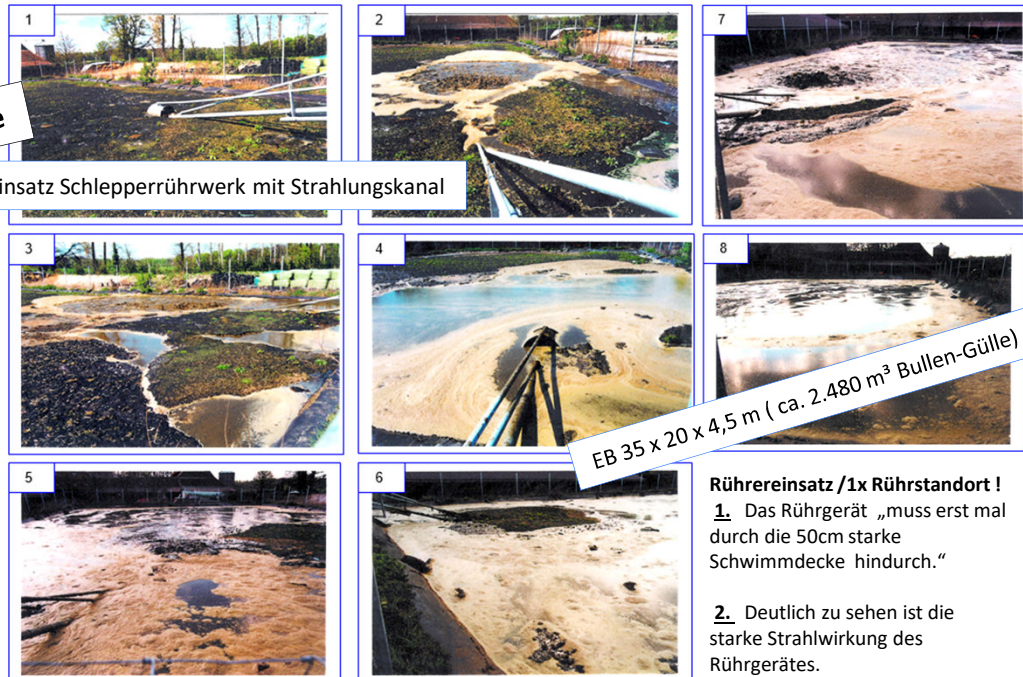 1
2
7
e
insatz Schlepperrührwerk mit Strahlungskanal
3
4
8
EB 35 x 20 x 4,5 m ( ca. 2.480 m³ Bullen-Gülle)
5
6
Rührereinsatz /1x Rührstandort !
1. Das Rührgerät „muss erst mal
durch die 50cm starke
Schwimmdecke hindurch.“
2. Deutlich zu sehen ist die
starke Strahlwirkung des
Rührgerätes.